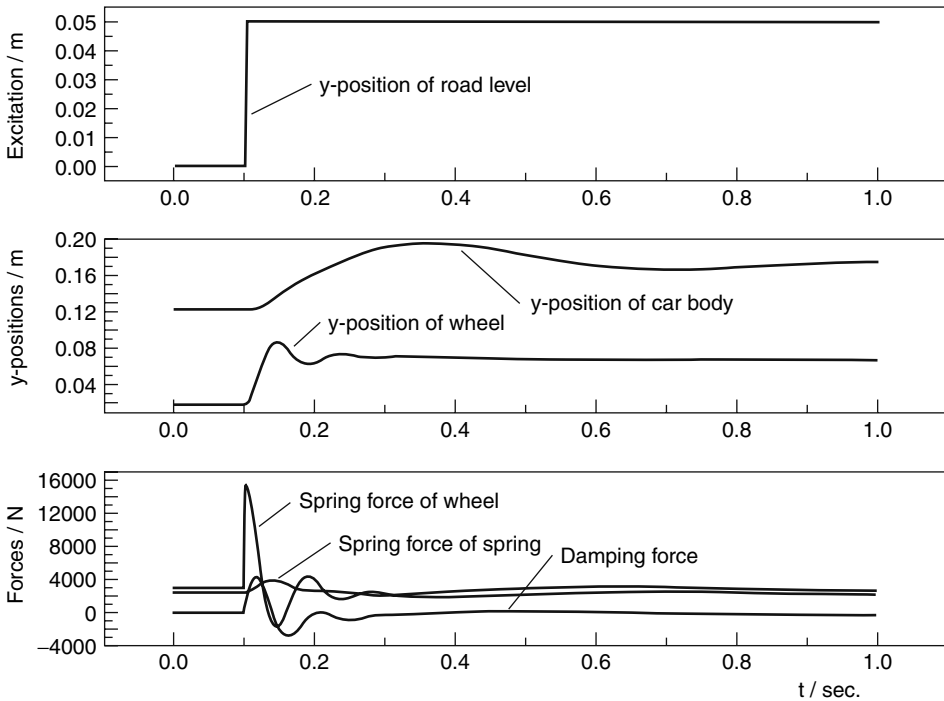 Excitation / m
0.05
0.04
0.03
0.02
0.01
0.00
y-position of road level
0.0 0.2 0.4 0.6 0.8 1.0
y-positions / m
0.20
0.16
0.12
0.08
0.04
y-position of car body
y-position of wheel
0.0 0.2 0.4 0.6 0.8 1.0
Forces / N
16000
12000
8000
4000
0
−4000
Spring force of wheel
Spring force of spring
Damping force
0.0 0.2 0.4 0.6 0.8 1.0
t / sec.